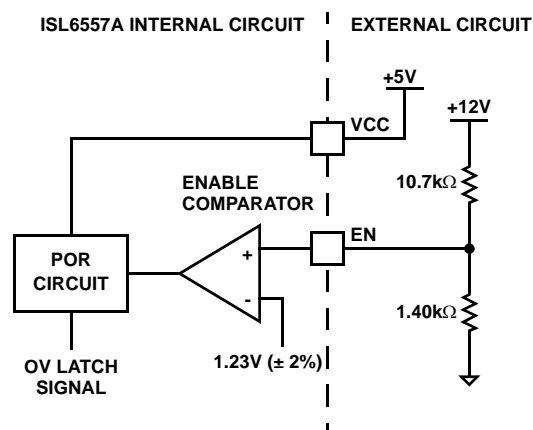 ISL6557A INTERNAL CIRCUIT
EXTERNAL CIRCUIT
+5V
+12V
VCC
10.7kΩ
ENABLE
COMPARATOR
+
EN
POR
CIRCUIT
-
1.40kΩ
1.23V (± 2%)
OV LATCH
SIGNAL